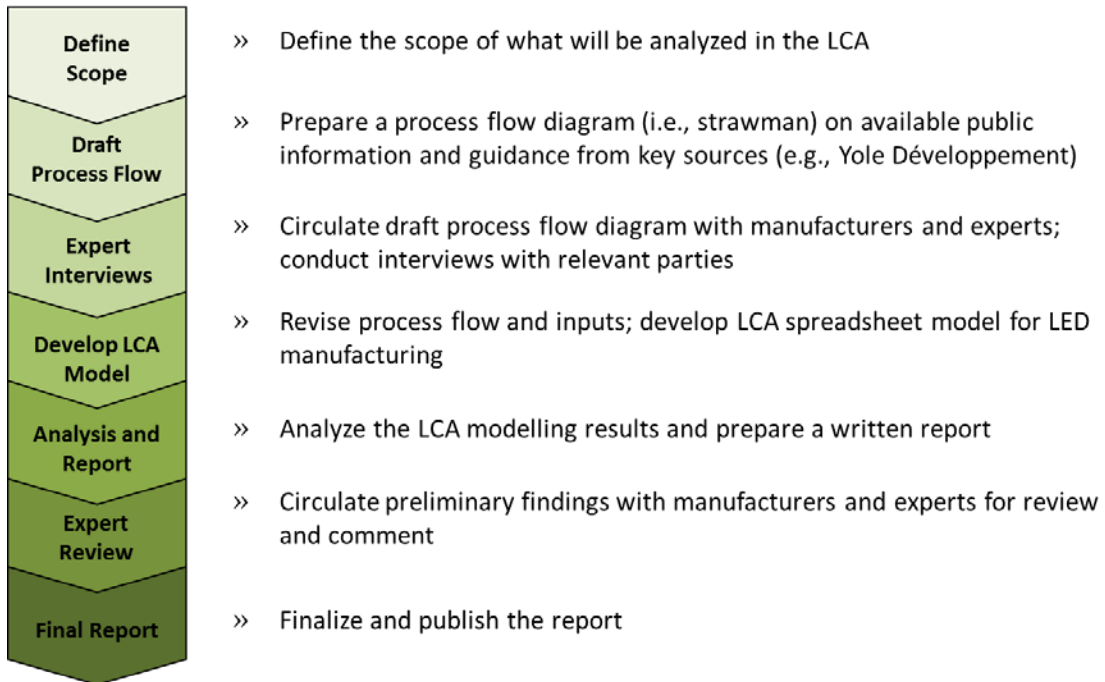 Define
Scope
» Define the scope of what will be analyzed in the LCA
Draft
Process Flow
» Prepare a process flow diagram (i.e., strawman) on available public
information and guidance from key sources (e.g., Yole Développement)
Expert
Interviews
» Circulate draft process flow diagram with manufacturers and experts;
conduct interviews with relevant parties
Develop LCA
Model
» Revise process flow and inputs; develop LCA spreadsheet model for LED
manufacturing
Analysis and
Report
» Analyze the LCA modelling results and prepare a written report
Expert
Review
» Circulate preliminary findings with manufacturers and experts for review
and comment
Final Report
» Finalize and publish the report